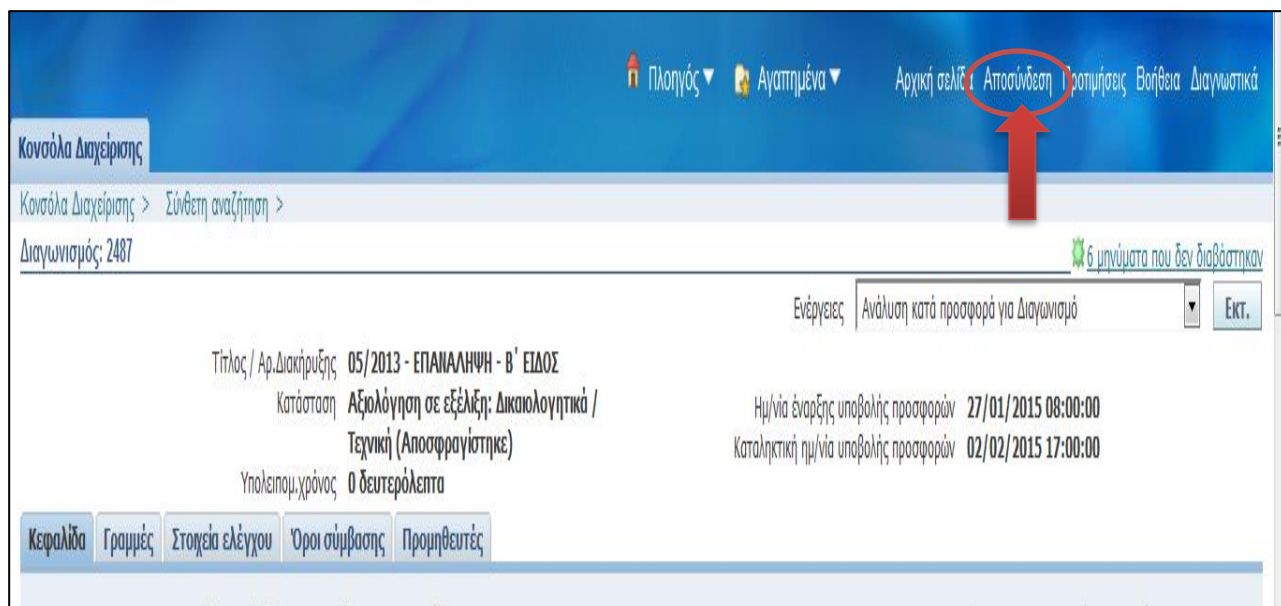 Πλοηγός Αγαπημένα Αρχική σελίδα Αποσύνδεση Προτιμήσεις Βοήθεια Διαγνωστικά
Κονσόλα Διαχείρισης
Κονσόλα Διαχείρισης > Σύνθετη αναζήτηση >
Διαγωνισμός: 2487
6 μηνύματα που δεν διαβάστηκαν
Ενέργειες Ανάλυση κατά προσφορά για Διαγωνισμό Εκτ.
Τίτλος / Αρ.Διακήρυξης 05/2013 - ΕΠΑΝΑΛΗΨΗ - Β΄ ΕΙΔΟΣ
Κατάσταση Αξιολόγηση σε εξέλιξη: Δικαιολογητικά /
Τεχνική (Αποσφραγίστηκε)
Υπολειπομ.χρόνος 0 δευτερόλεπτα
Ημ/νία έναρξης υποβολής προσφορών 27/01/2015 08:00:00
Καταληκτική ημ/νία υποβολής προσφορών 02/02/2015 17:00:00
Κεφαλίδα Γραμμές Στοιχεία ελέγχου Όροι σύμβασης Προμηθευτές